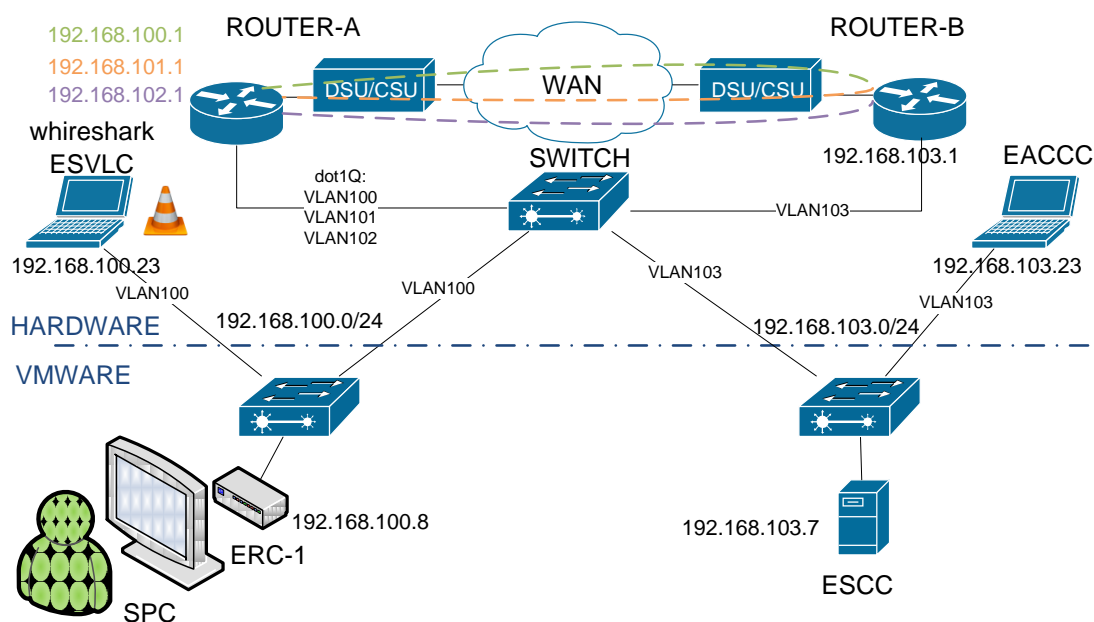 ROUTER-A
ROUTER-B
192.168.100.1
192.168.101.1
192.168.102.1
DSU/CSU
WAN
DSU/CSU
whireshark
ESVLC
SWITCH
192.168.103.1
EACCC
dot1Q:
VLAN100
VLAN101
VLAN102
VLAN103
192.168.100.23
192.168.103.23
VLAN100
VLAN100
VLAN103
VLAN103
HARDWARE
192.168.100.0/24
192.168.103.0/24
VMWARE
192.168.100.8
192.168.103.7
ERC-1
ESCC
SPC